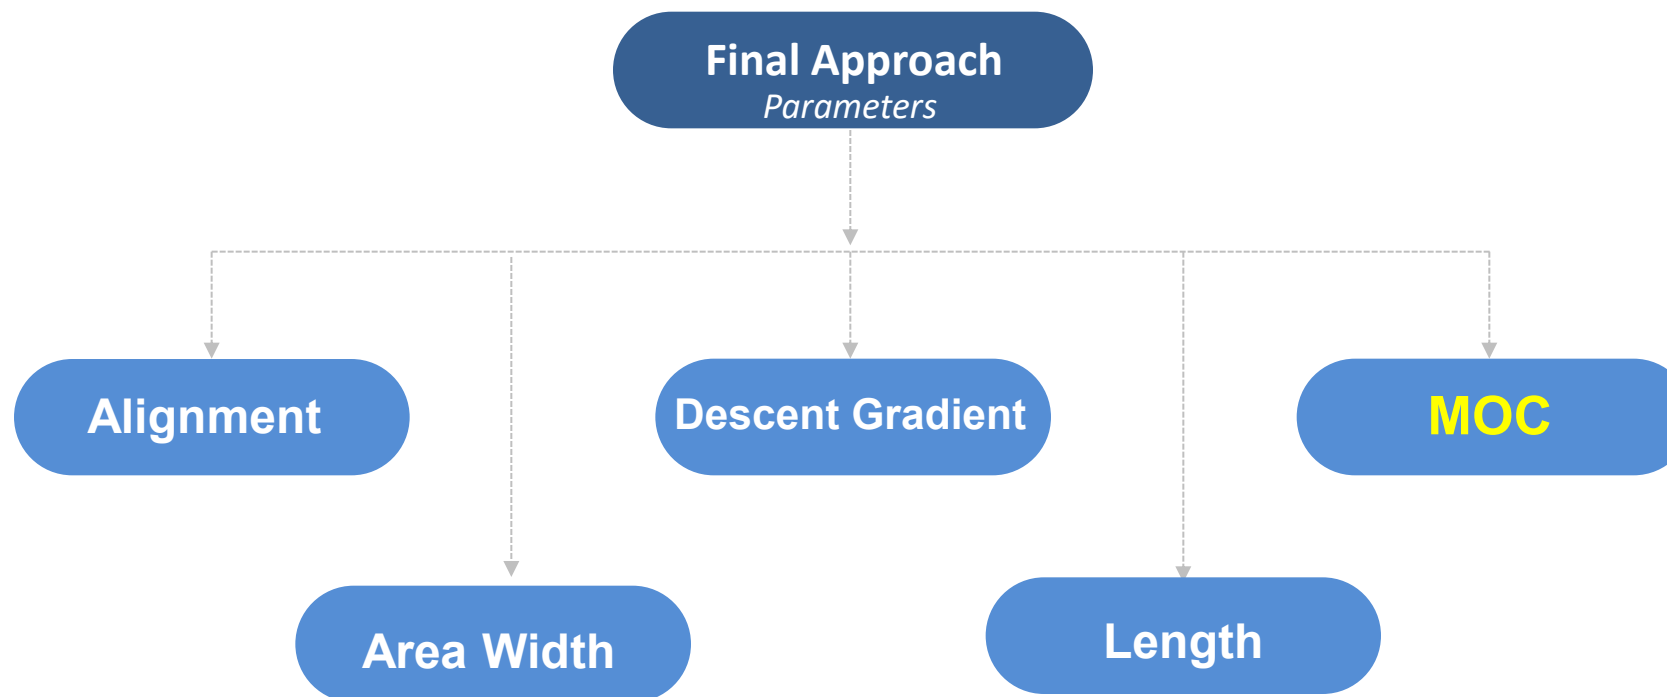 Final Approach
Parameters
Alignment
Descent Gradient
MOC
Area Width
Length